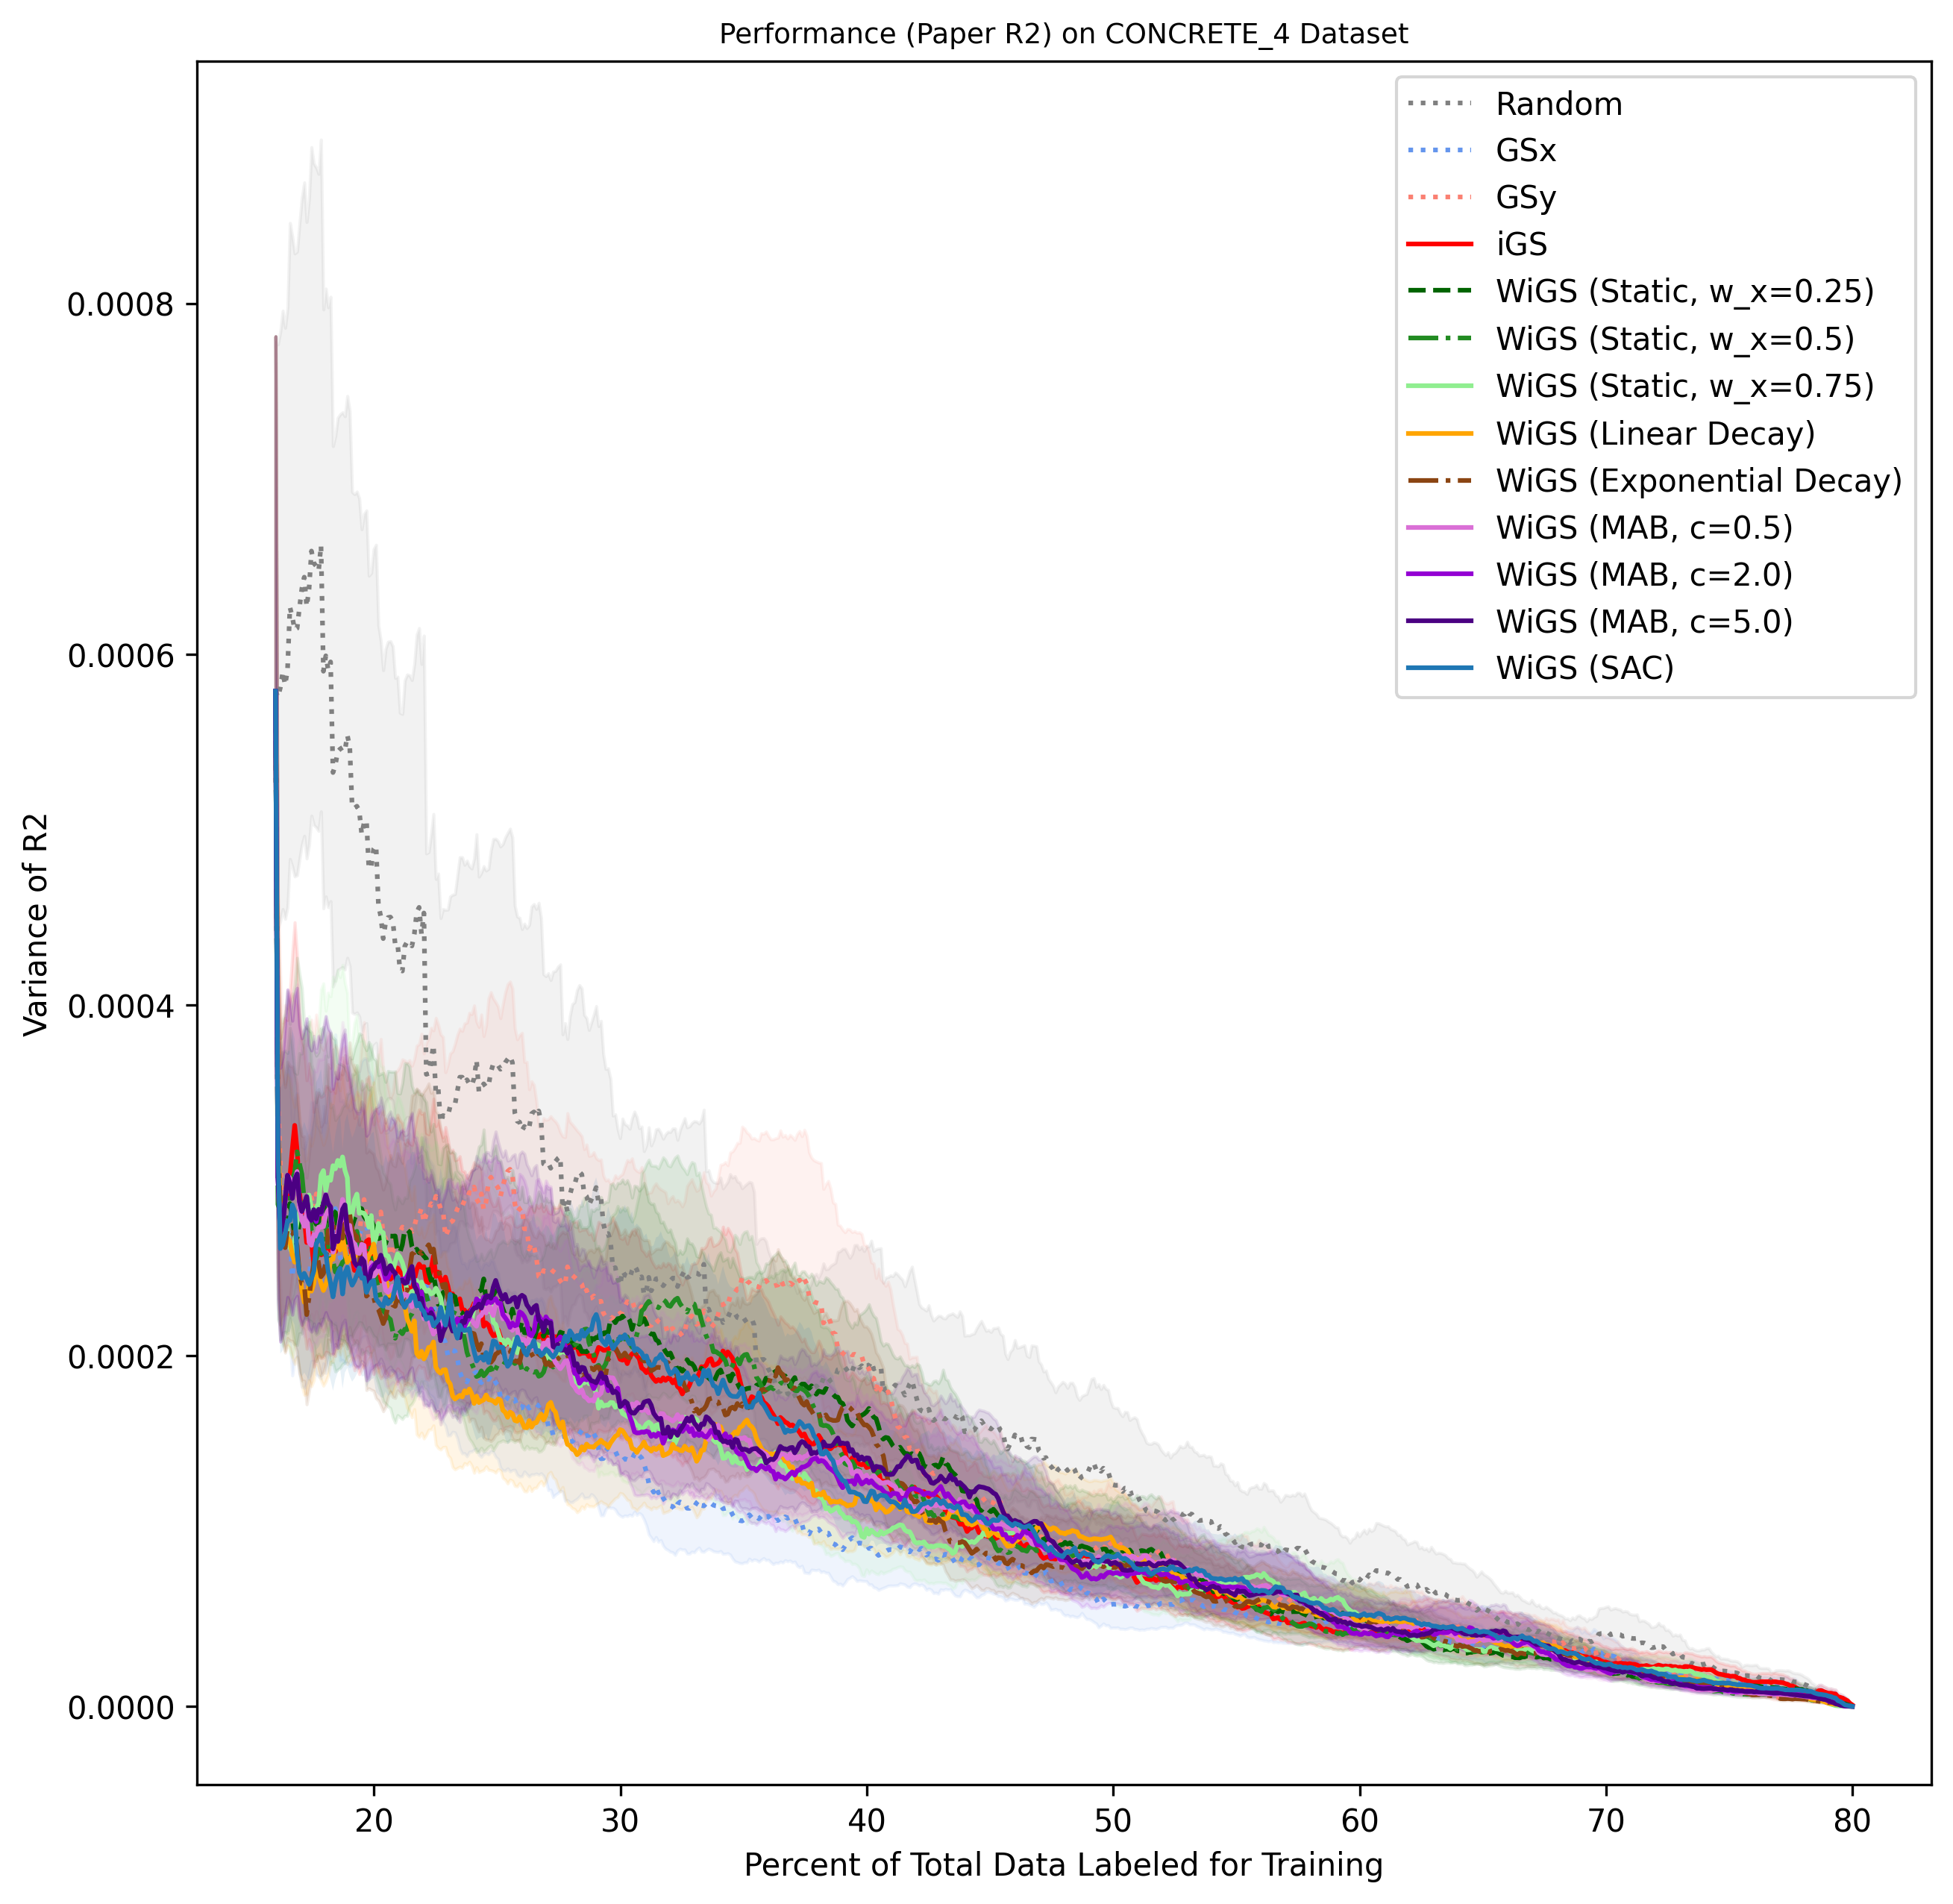 Performance (Paper R2) on CONCRETE_4 Dataset
Random
GSx
GSy
iGS
WiGS (Static, w_x=0.25)
WiGS (Static, w_x=0.5)
WiGS (Static, w_x=0.75)
WiGS (Linear Decay)
WiGS (Exponential Decay)
WiGS (MAB, c=0.5)
WiGS (MAB, c=2.0)
WiGS (MAB, c=5.0)
WiGS (SAC)
Variance of R2
0.0008
0.0006
0.0004
0.0002
0.0000
20 30 40 50 60 70 80
Percent of Total Data Labeled for Training